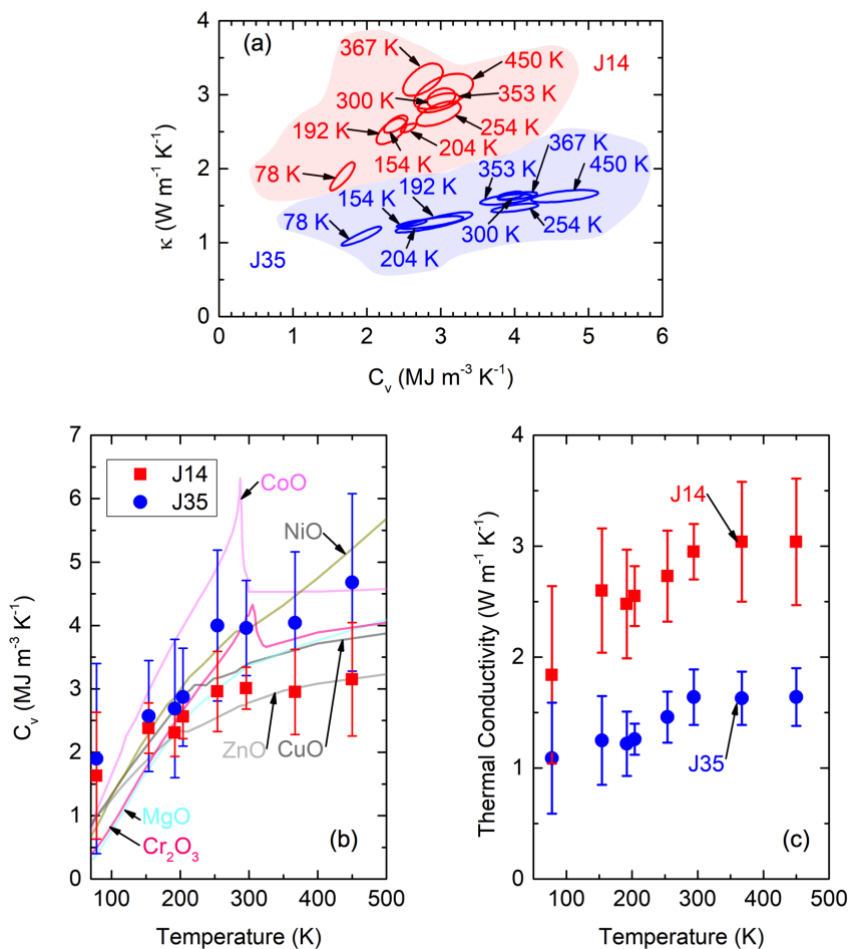 (a)
J14
367 K
450 K
300 K
353 K
192 K
254 K
154 K
204 K
78 K
367 K
353 K
450 K
192 K
154 K
78 K
300 K
254 K
204 K
J35
4
3
2
1
0
0 1 2 3 4 5 6
κ (W m⁻¹ K⁻¹)
Cᵥ (MJ m⁻³ K⁻¹)
7
6
5
4
3
2
1
0
J14
J35
CoO
NiO
ZnO CuO
MgO
Cr₂O₃
(b)
100 200 300 400 500
Cᵥ (MJ m⁻³ K⁻¹)
Temperature (K)
4
3
2
1
0
J14
J35
(c)
100 200 300 400 500
Thermal Conductivity (W m⁻¹ K⁻¹)
Temperature (K)